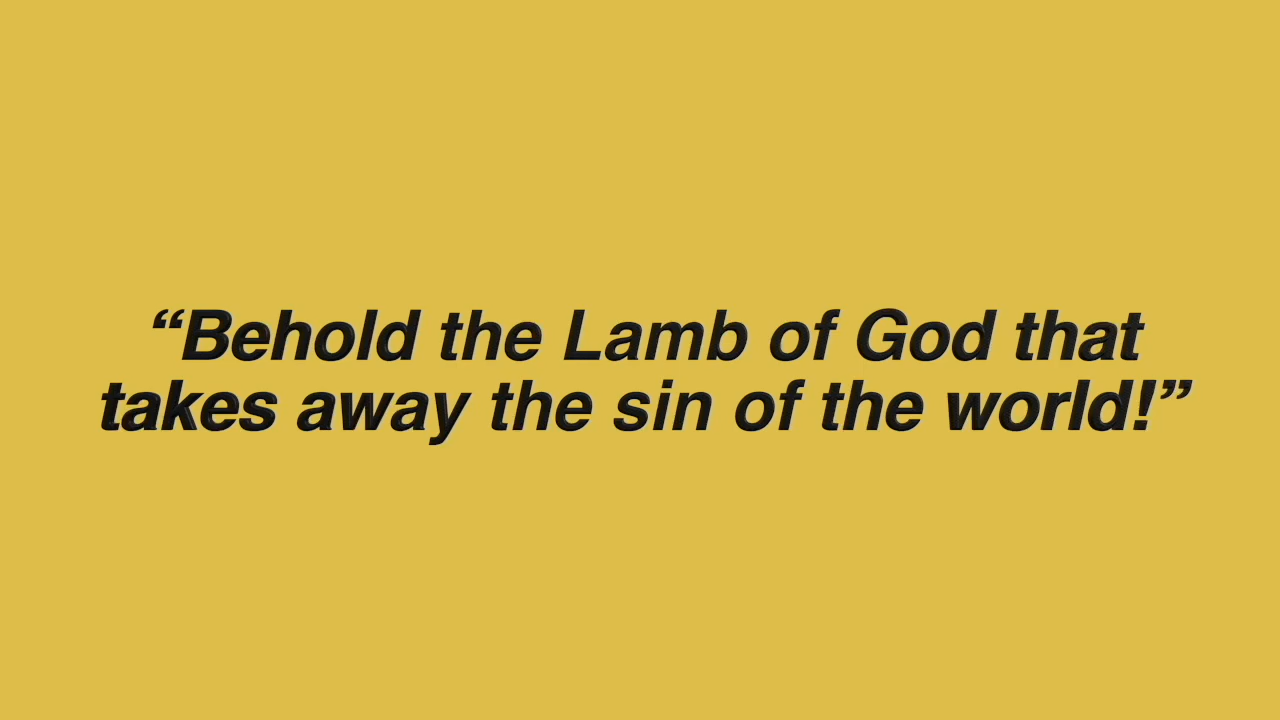 “Behold the Lamb of God that
takes away the sin of the world!”